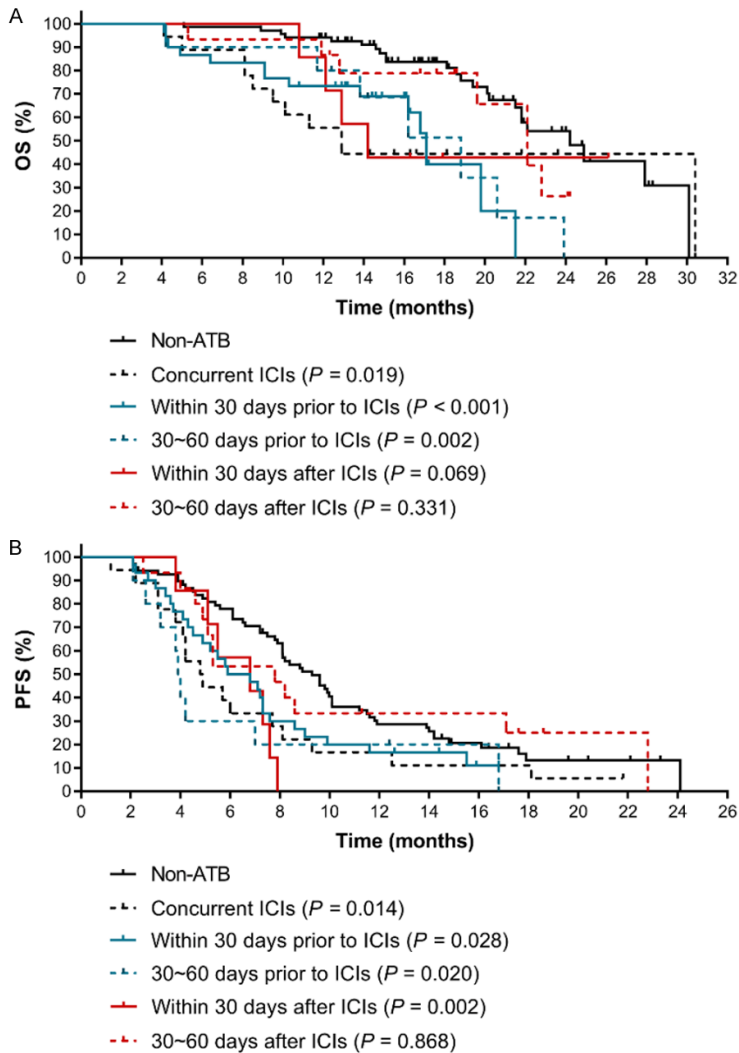 A
100
90
80
70
60
50
40
30
20
10
0
OS (%)
0 2 4 6 8 10 12 14 16 18 20 22 24 26 28 30 32
Time (months)
Non-ATB
Concurrent ICIs (P = 0.019)
Within 30 days prior to ICIs (P < 0.001)
30~60 days prior to ICIs (P = 0.002)
Within 30 days after ICIs (P = 0.069)
30~60 days after ICIs (P = 0.331)
B
100
90
80
70
60
50
40
30
20
10
0
PFS (%)
0 2 4 6 8 10 12 14 16 18 20 22 24 26
Time (months)
Non-ATB
Concurrent ICIs (P = 0.014)
Within 30 days prior to ICIs (P = 0.028)
30~60 days prior to ICIs (P = 0.020)
Within 30 days after ICIs (P = 0.002)
30~60 days after ICIs (P = 0.868)